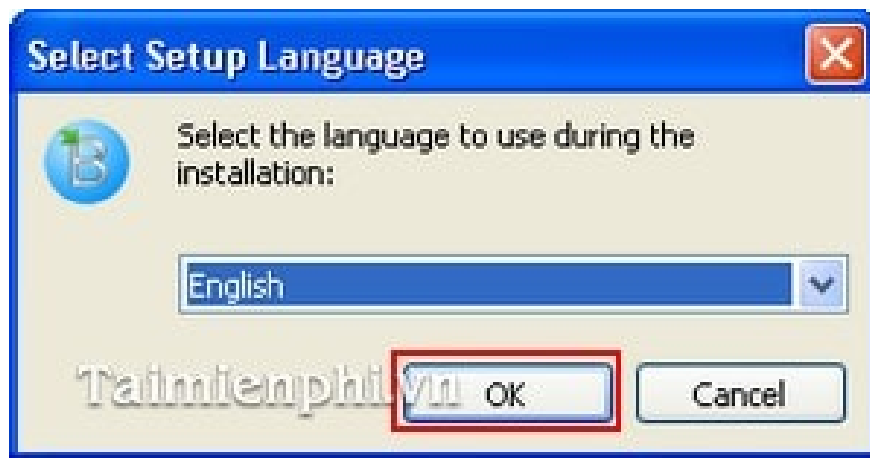 Select Setup Language
B
Select the language to use during the
installation:
English
Taimienphi.vn
OK
Cancel